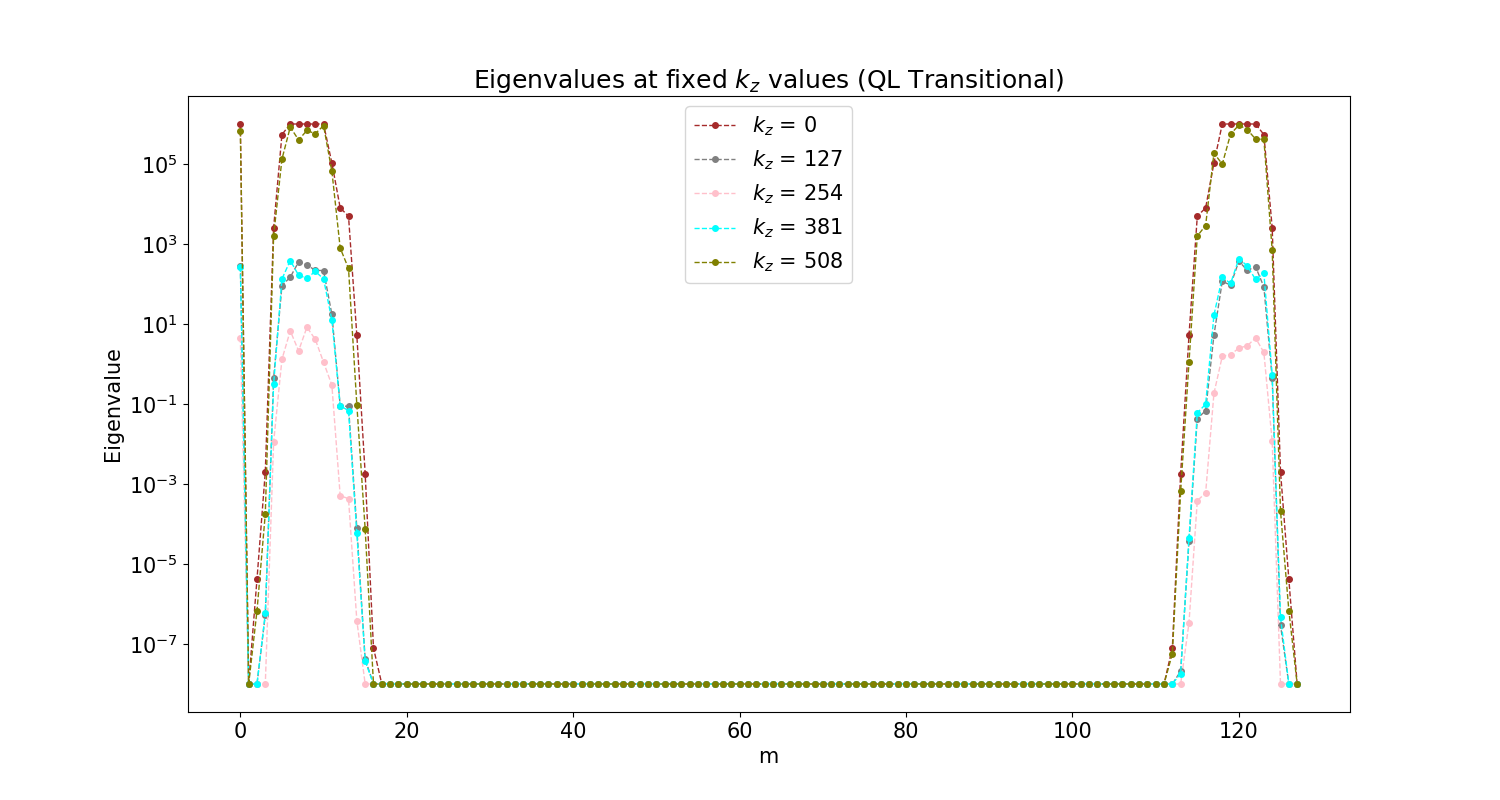 Eigenvalues at fixed k_z values (QL Transitional)
k_z = 0
k_z = 127
k_z = 254
k_z = 381
k_z = 508
Eigenvalue
10^5
10^3
10^1
10^−1
10^−3
10^−5
10^−7
0 20 40 60 80 100 120
m